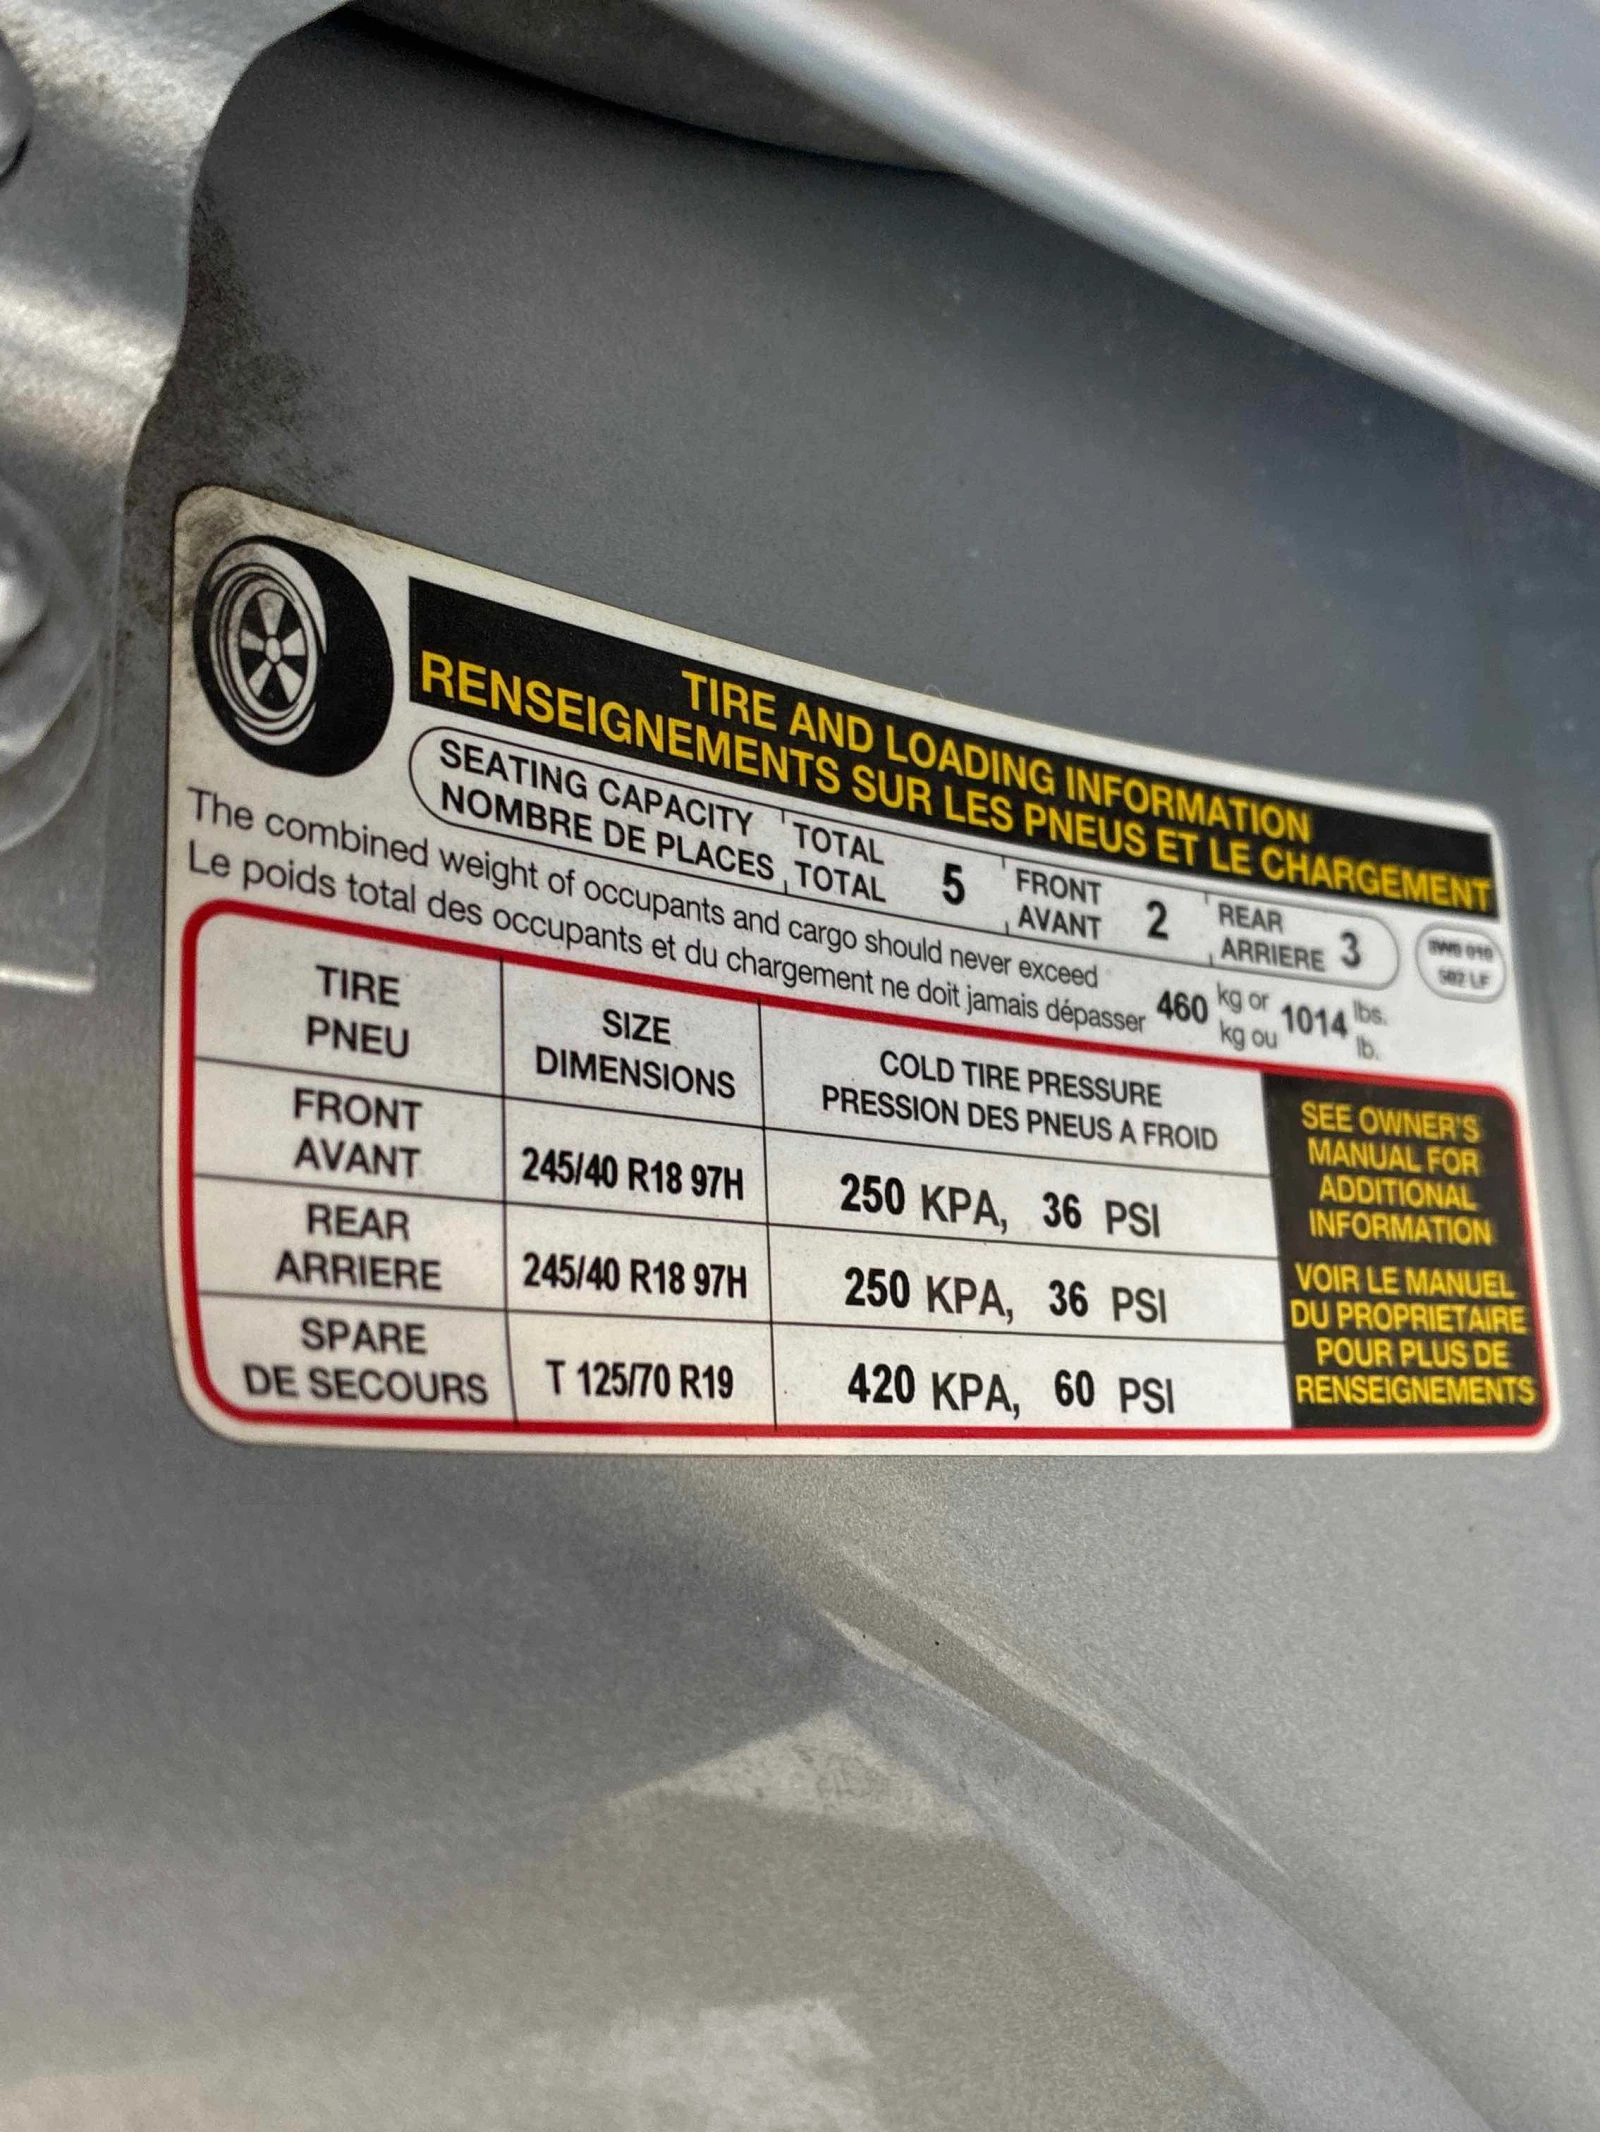 TIRE AND LOADING INFORMATION
RENSEIGNEMENTS SUR LES PNEUS ET LE CHARGEMENT
SEATING CAPACITY TOTAL 5 FRONT 2 REAR 3
NOMBRE DE PLACES TOTAL AVANT ARRIERE
The combined weight of occupants and cargo should never exceed 460 kg or 1014 lbs.
Le poids total des occupants et du chargement ne doit jamais dépasser kg ou lb.
TIRE SIZE COLD TIRE PRESSURE
PNEU DIMENSIONS PRESSION DES PNEUS A FROID
FRONT
AVANT 245/40 R18 97H 250 KPA, 36 PSI
REAR
ARRIERE 245/40 R18 97H 250 KPA, 36 PSI
SPARE
DE SECOURS T 125/70 R19 420 KPA, 60 PSI
SEE OWNER'S
MANUAL FOR
ADDITIONAL
INFORMATION
VOIR LE MANUEL
DU PROPRIETAIRE
POUR PLUS DE
RENSEIGNEMENTS